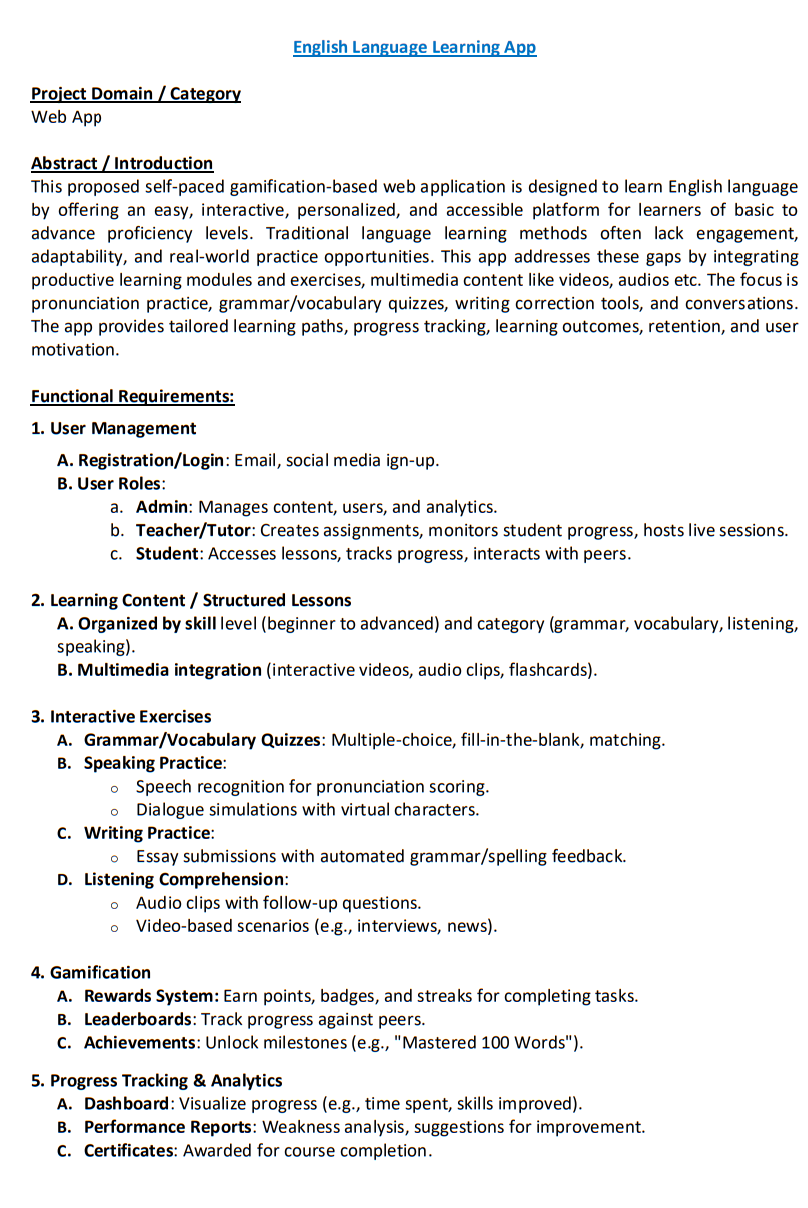 English Language Learning App
Project Domain / Category
Web App
Abstract / Introduction
This proposed self-paced gamification-based web application is designed to learn English language
by offering an easy, interactive, personalized, and accessible platform for learners of basic to
advance proficiency levels. Traditional language learning methods often lack engagement,
adaptability, and real-world practice opportunities. This app addresses these gaps by integrating
productive learning modules and exercises, multimedia content like videos, audios etc. The focus is
pronunciation practice, grammar/vocabulary quizzes, writing correction tools, and conversations.
The app provides tailored learning paths, progress tracking, learning outcomes, retention, and user
motivation.
Functional Requirements:
1. User Management
A. Registration/Login: Email, social media ign-up.
B. User Roles:
a. Admin: Manages content, users, and analytics.
b. Teacher/Tutor: Creates assignments, monitors student progress, hosts live sessions.
c. Student: Accesses lessons, tracks progress, interacts with peers.
2. Learning Content / Structured Lessons
A. Organized by skill level (beginner to advanced) and category (grammar, vocabulary, listening,
speaking).
B. Multimedia integration (interactive videos, audio clips, flashcards).
3. Interactive Exercises
A. Grammar/Vocabulary Quizzes: Multiple-choice, fill-in-the-blank, matching.
B. Speaking Practice:
o Speech recognition for pronunciation scoring.
o Dialogue simulations with virtual characters.
C. Writing Practice:
o Essay submissions with automated grammar/spelling feedback.
D. Listening Comprehension:
o Audio clips with follow-up questions.
o Video-based scenarios (e.g., interviews, news).
4. Gamification
A. Rewards System: Earn points, badges, and streaks for completing tasks.
B. Leaderboards: Track progress against peers.
C. Achievements: Unlock milestones (e.g., "Mastered 100 Words").
5. Progress Tracking & Analytics
A. Dashboard: Visualize progress (e.g., time spent, skills improved).
B. Performance Reports: Weakness analysis, suggestions for improvement.
C. Certificates: Awarded for course completion.